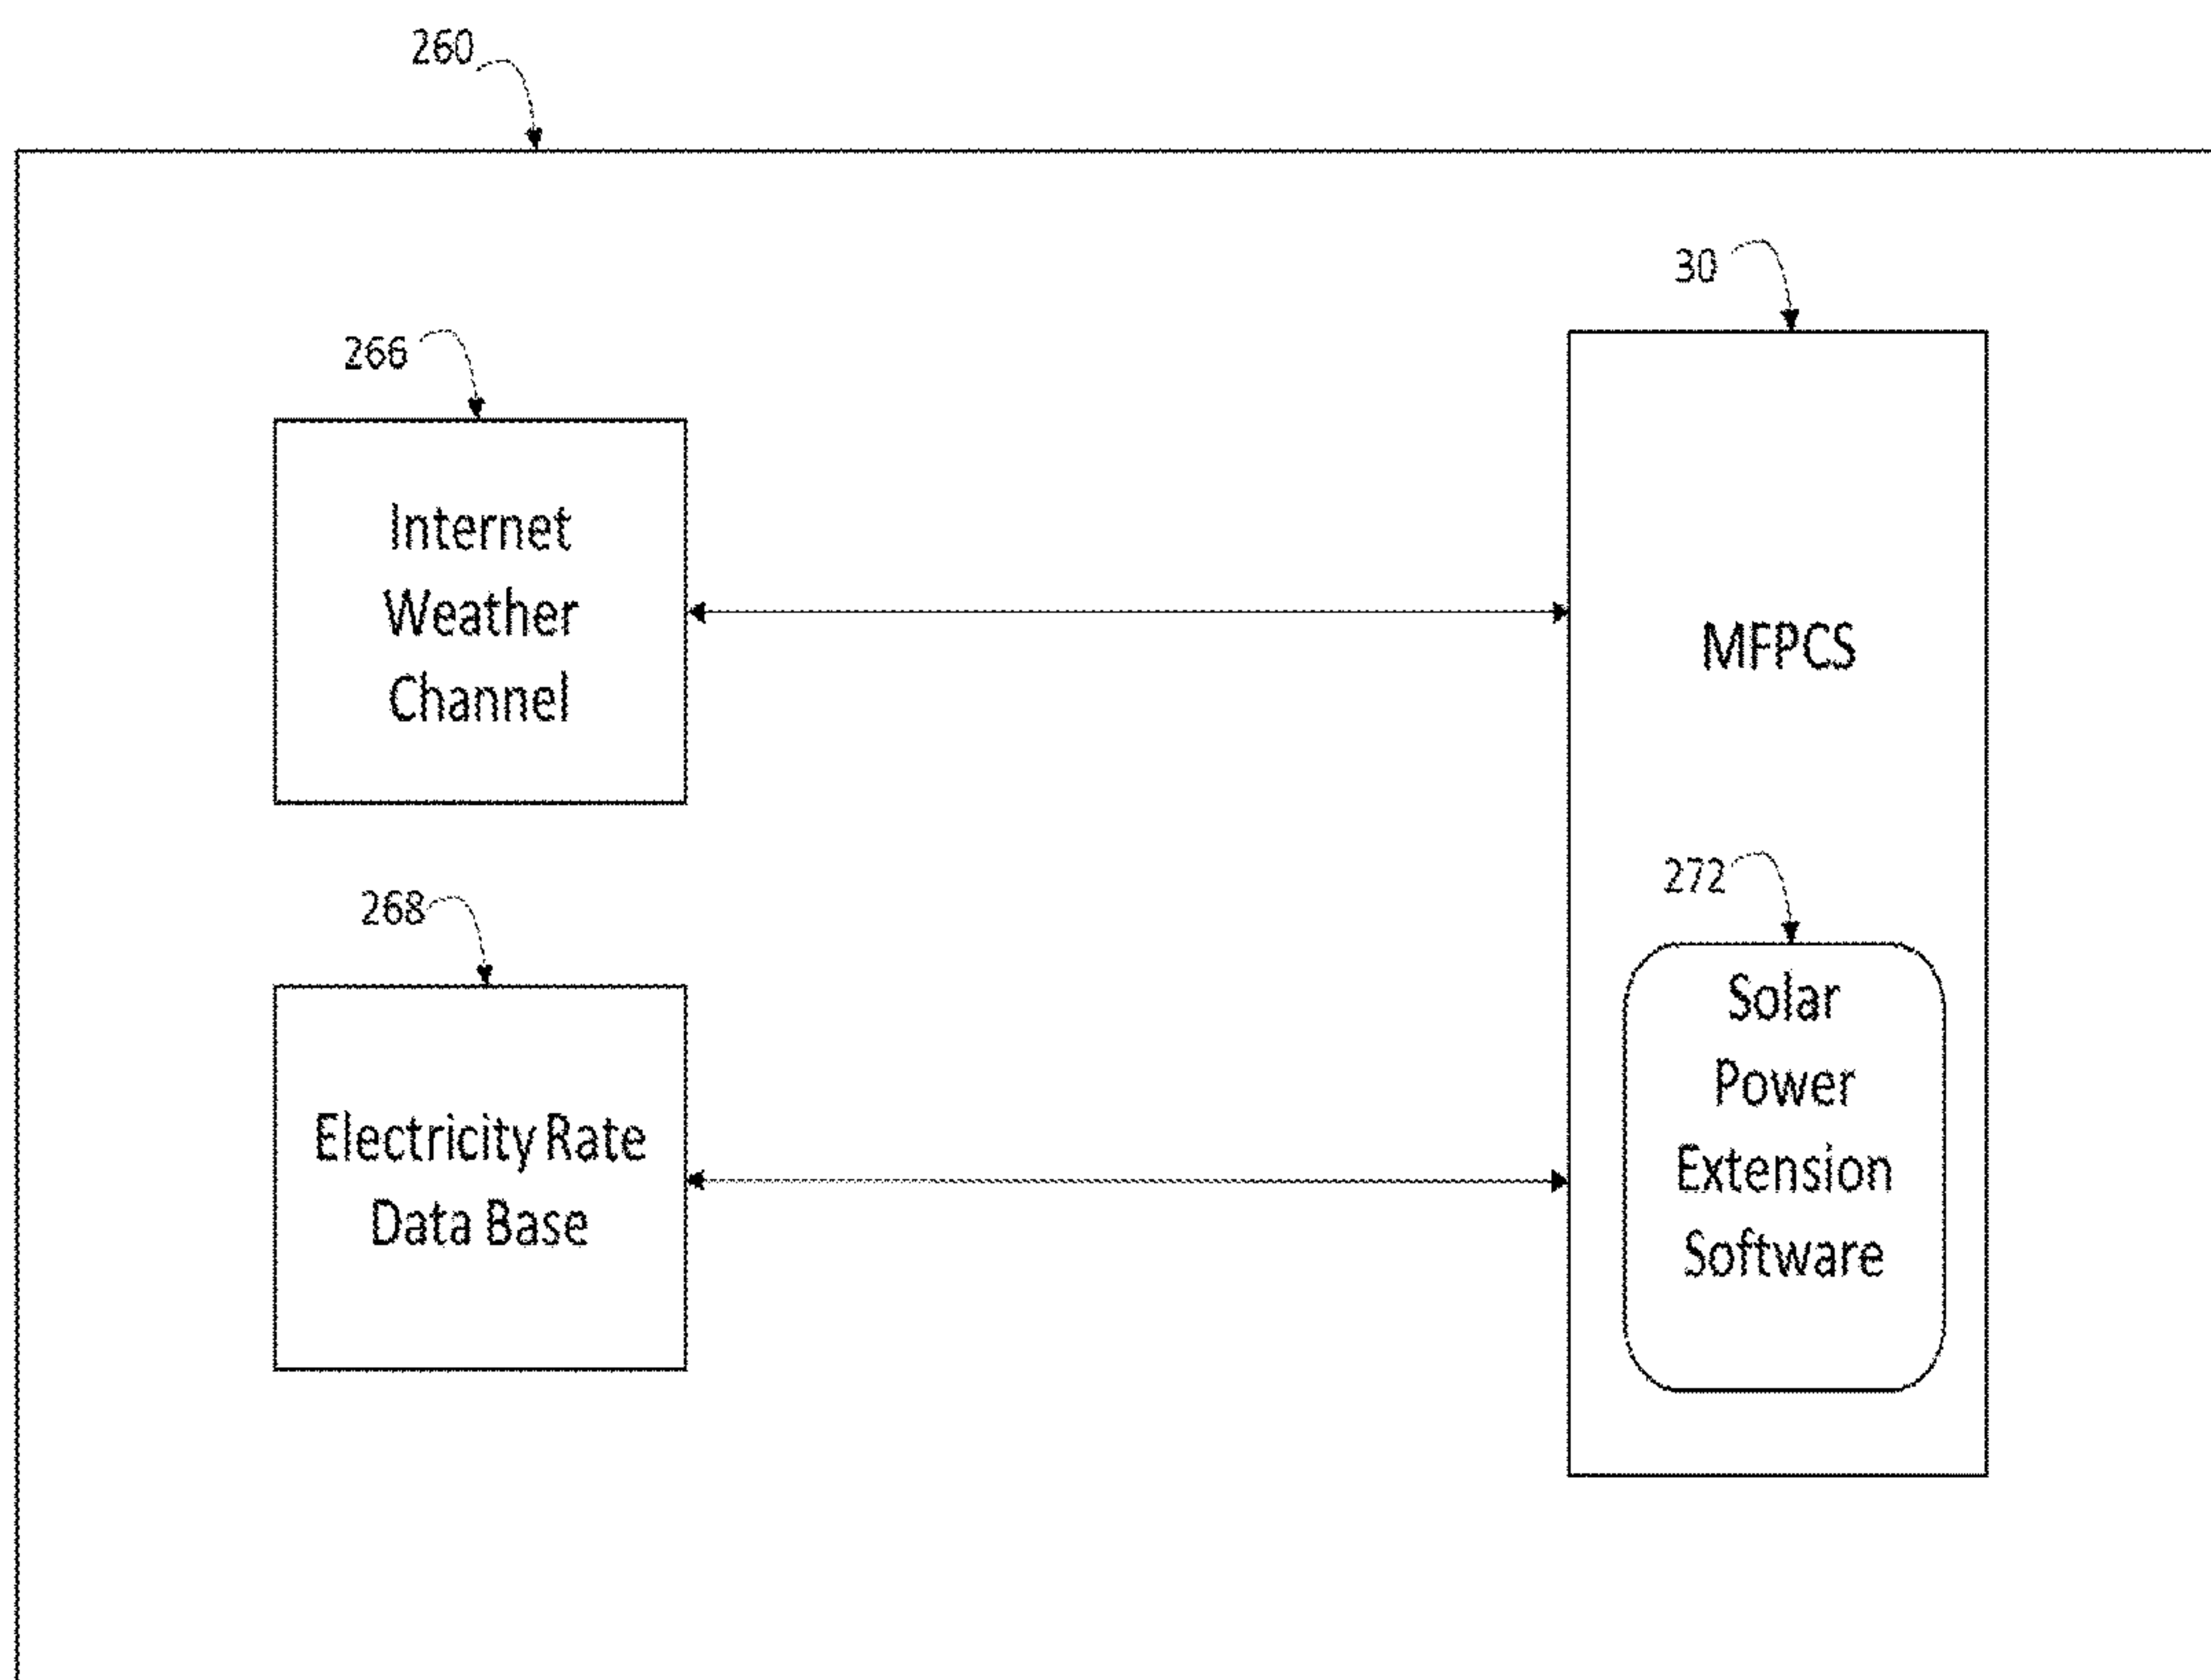 260
30
266
Internet
Weather
Channel
MFPCS
272
268
Solar
Power
Extension
Software
Electricity Rate
Data Base